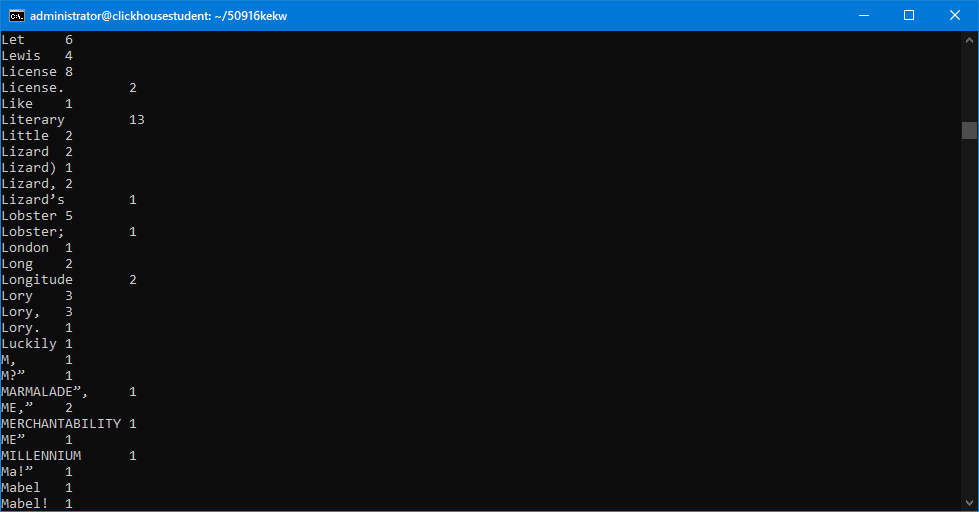 administrator@clickhousestudent: ~/50916kekw
Let 6
Lewis 4
License 8
License. 2
Like 1
Literary 13
Little 2
Lizard 2
Lizard) 1
Lizard, 2
Lizard’s 1
Lobster 5
Lobster; 1
London 1
Long 2
Longitude 2
Lory 3
Lory, 3
Lory. 1
Luckily 1
M, 1
M?” 1
MARMALADE”, 1
ME,” 2
MERCHANTABILITY 1
ME” 1
MILLENNIUM 1
Ma!” 1
Mabel 1
Mabel! 1